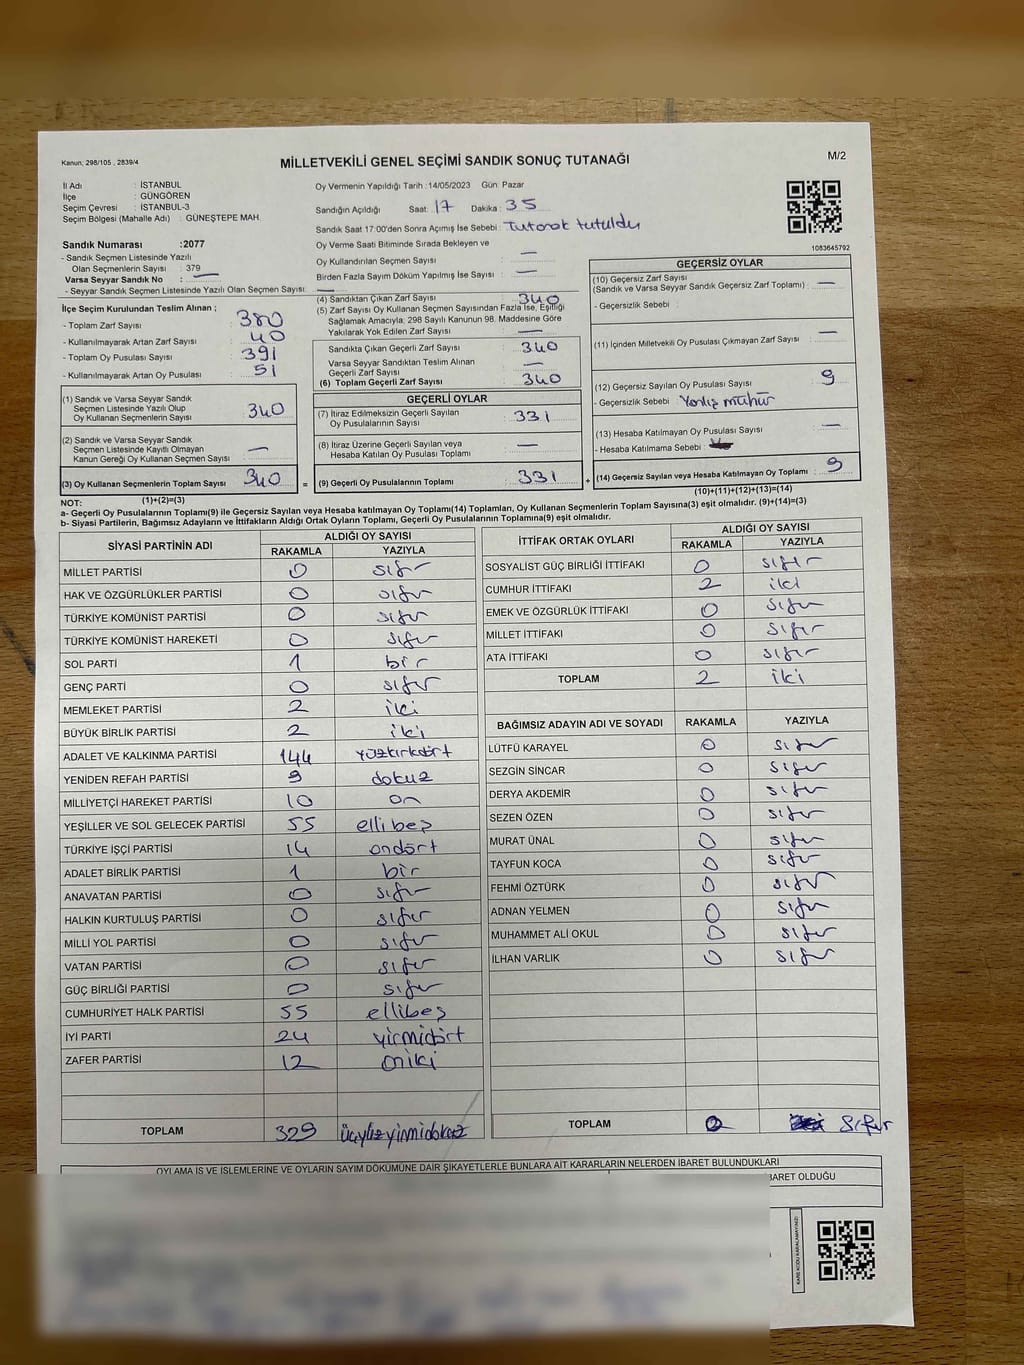 Kanun; 298/105 , 2839/4
MİLLETVEKİLİ GENEL SEÇİMİ SANDIK SONUÇ TUTANAĞI
M/2
İl Adı : İSTANBUL
İlçe : GÜNGÖREN
Seçim Çevresi : İSTANBUL-3
Seçim Bölgesi (Mahalle Adı) : GÜNEŞTEPE MAH.
Sandık Numarası :2077
- Sandık Seçmen Listesinde Yazılı
Olan Seçmenlerin Sayısı : 379
Varsa Seyyar Sandık No : —
- Seyyar Sandık Seçmen Listesinde Yazılı Olan Seçmen Sayısı: —
Oy Vermenin Yapıldığı Tarih :14/05/2023 Gün: Pazar
Sandığın Açıldığı Saat: 17 Dakika: 35
Sandık Saat 17:00'den Sonra Açımış İse Sebebi : Tutanak tutuldu
Oy Verme Saati Bitiminde Sırada Bekleyen ve
Oy Kullandırılan Seçmen Sayısı —
Birden Fazla Sayım Döküm Yapılmış İse Sayısı : —
1083645792
İlçe Seçim Kurulundan Teslim Alınan ;
- Toplam Zarf Sayısı : 380
- Kullanılmayarak Artan Zarf Sayısı : 40
- Toplam Oy Pusulası Sayısı : 391
- Kullanılmayarak Artan Oy Pusulası : 51
(1) Sandık ve Varsa Seyyar Sandık
Seçmen Listesinde Yazılı Olup
Oy Kullanan Seçmenlerin Sayısı 340
(2) Sandık ve Varsa Seyyar Sandık
Seçmen Listesinde Kayıtlı Olmayan
Kanun Gereği Oy Kullanan Seçmen Sayısı —
(3) Oy Kullanan Seçmenlerin Toplam Sayısı 340 =
(4) Sandıktan Çıkan Zarf Sayısı 340
(5) Zarf Sayısı Oy Kullanan Seçmen Sayısından Fazla İse, Eşitliği
Sağlamak Amacıyla; 298 Sayılı Kanunun 98. Maddesine Göre
Yakılarak Yok Edilen Zarf Sayısı —
Sandıkta Çıkan Geçerli Zarf Sayısı 340
Varsa Seyyar Sandıktan Teslim Alınan
Geçerli Zarf Sayısı —
(6) Toplam Geçerli Zarf Sayısı 340
GEÇERLİ OYLAR
(7) İtiraz Edilmeksizin Geçerli Sayılan
Oy Pusulalarının Sayısı 331
(8) İtiraz Üzerine Geçerli Sayılan veya
Hesaba Katılan Oy Pusulası Toplamı —
(9) Geçerli Oy Pusulalarının Toplamı 331 +
GEÇERSİZ OYLAR
(10) Geçersiz Zarf Sayısı
(Sandık ve Varsa Seyyar Sandık Geçersiz Zarf Toplamı) : —
- Geçersizlik Sebebi :
(11) İçinden Milletvekili Oy Pusulası Çıkmayan Zarf Sayısı —
(12) Geçersiz Sayılan Oy Pusulası Sayısı 9
- Geçersizlik Sebebi : Yanlış mühür
(13) Hesaba Katılmayan Oy Pusulası Sayısı —
- Hesaba Katılmama Sebebi :
(14) Geçersiz Sayılan veya Hesaba Katılmayan Oy Toplamı 9
(1)+(2)=(3)
(10)+(11)+(12)+(13)=(14)
NOT:
a- Geçerli Oy Pusulasının Toplamı(9) ile Geçersiz Sayılan veya Hesaba katılmayan Oy Toplamı(14) Toplamları, Oy Kullanan Seçmenlerin Toplam Sayısına(3) eşit olmalıdır. (9)+(14)=(3)
b- Siyasi Partilerin, Bağımsız Adayların ve İttifakların Aldığı Ortak Oyların Toplamı, Geçerli Oy Pusulalarının Toplamına(9) eşit olmalıdır.
SİYASİ PARTİNİN ADI ALDIĞI OY SAYISI
RAKAMLA YAZIYLA
MİLLET PARTİSİ 0 sıfır
HAK VE ÖZGÜRLÜKLER PARTİSİ 0 sıfır
TÜRKİYE KOMÜNİST PARTİSİ 0 sıfır
TÜRKİYE KOMÜNİST HAREKETİ 0 sıfır
SOL PARTİ 1 bir
GENÇ PARTİ 0 sıfır
MEMLEKET PARTİSİ 2 iki
BÜYÜK BİRLİK PARTİSİ 2 iki
ADALET VE KALKINMA PARTİSİ 144 yüzkırkdört
YENİDEN REFAH PARTİSİ 9 dokuz
MİLLİYETÇİ HAREKET PARTİSİ 10 on
YEŞİLLER VE SOL GELECEK PARTİSİ 55 ellibeş
TÜRKİYE İŞÇİ PARTİSİ 14 ondört
ADALET BİRLİK PARTİSİ 1 bir
ANAVATAN PARTİSİ 0 sıfır
HALKIN KURTULUŞ PARTİSİ 0 sıfır
MİLLİ YOL PARTİSİ 0 sıfır
VATAN PARTİSİ 0 sıfır
GÜÇ BİRLİĞİ PARTİSİ 0 sıfır
CUMHURİYET HALK PARTİSİ 55 ellibeş
İYİ PARTİ 24 yirmidört
ZAFER PARTİSİ 12 oniki
TOPLAM 329 üçyüzyirmidokuz
İTTİFAK ORTAK OYLARI ALDIĞI OY SAYISI
RAKAMLA YAZIYLA
SOSYALİST GÜÇ BİRLİĞİ İTTİFAKI 0 sıfır
CUMHUR İTTİFAKI 2 iki
EMEK VE ÖZGÜRLÜK İTTİFAKI 0 sıfır
MİLLET İTTİFAKI 0 sıfır
ATA İTTİFAKI 0 sıfır
TOPLAM 2 iki
BAĞIMSIZ ADAYIN ADI VE SOYADI RAKAMLA YAZIYLA
LÜTFÜ KARAYEL 0 sıfır
SEZGİN SİNCAR 0 sıfır
DERYA AKDEMİR 0 sıfır
SEZEN ÖZEN 0 sıfır
MURAT ÜNAL 0 sıfır
TAYFUN KOCA 0 sıfır
FEHMİ ÖZTÜRK 0 sıfır
ADNAN YELMEN 0 sıfır
MUHAMMET ALİ OKUL 0 sıfır
İLHAN VARLIK 0 sıfır
TOPLAM 0 sıfır
OYLAMA İŞ VE İŞLEMLERİNE VE OYLARIN SAYIM DÖKÜMÜNE DAİR ŞİKAYETLERLE BUNLARA AİT KARARLARIN NELERDEN İBARET BULUNDUKLARI
BARET OLDUĞU
KARE KODU KARALAMAYINIZ!